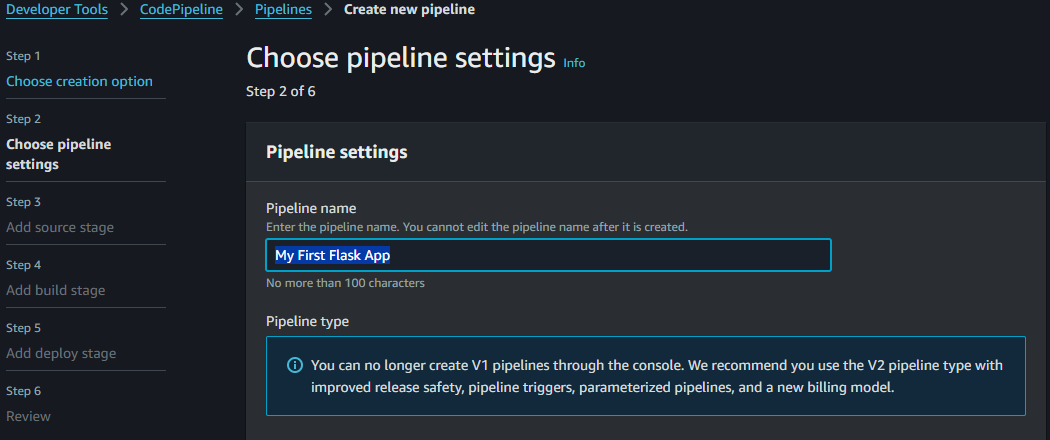 Developer Tools > CodePipeline > Pipelines > Create new pipeline
Step 1
Choose creation option
Step 2
Choose pipeline
settings
Step 3
Add source stage
Step 4
Add build stage
Step 5
Add deploy stage
Step 6
Review
Choose pipeline settings Info
Step 2 of 6
Pipeline settings
Pipeline name
Enter the pipeline name. You cannot edit the pipeline name after it is created.
My First Flask App
No more than 100 characters
Pipeline type
You can no longer create V1 pipelines through the console. We recommend you use the V2 pipeline type with
improved release safety, pipeline triggers, parameterized pipelines, and a new billing model.